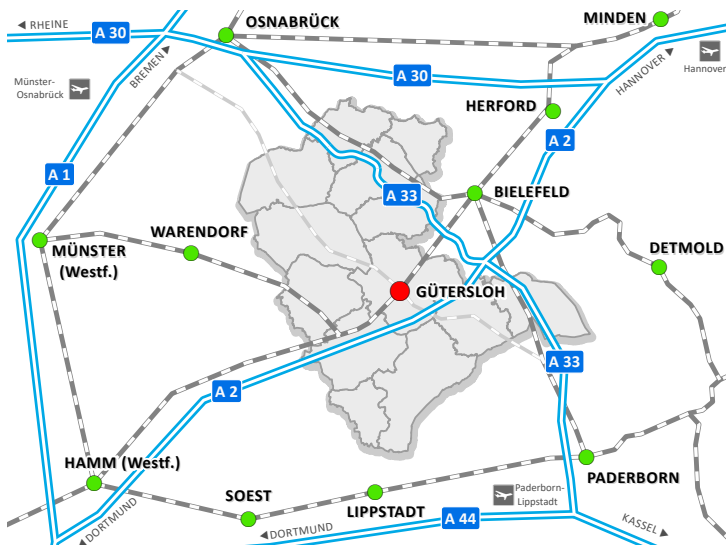 RHEINE
OSNABRÜCK
MINDEN
A 30
BREMEN
HANNOVER
Hannover
Münster-
Osnabrück
A 30
HERFORD
A 2
A 1
A 33
BIELEFELD
WARENDORF
MÜNSTER
(Westf.)
DETMOLD
GÜTERSLOH
A 33
A 2
HAMM (Westf.)
PADERBORN
SOEST
LIPPSTADT
Paderborn-
Lippstadt
DORTMUND
DORTMUND
A 44
KASSEL